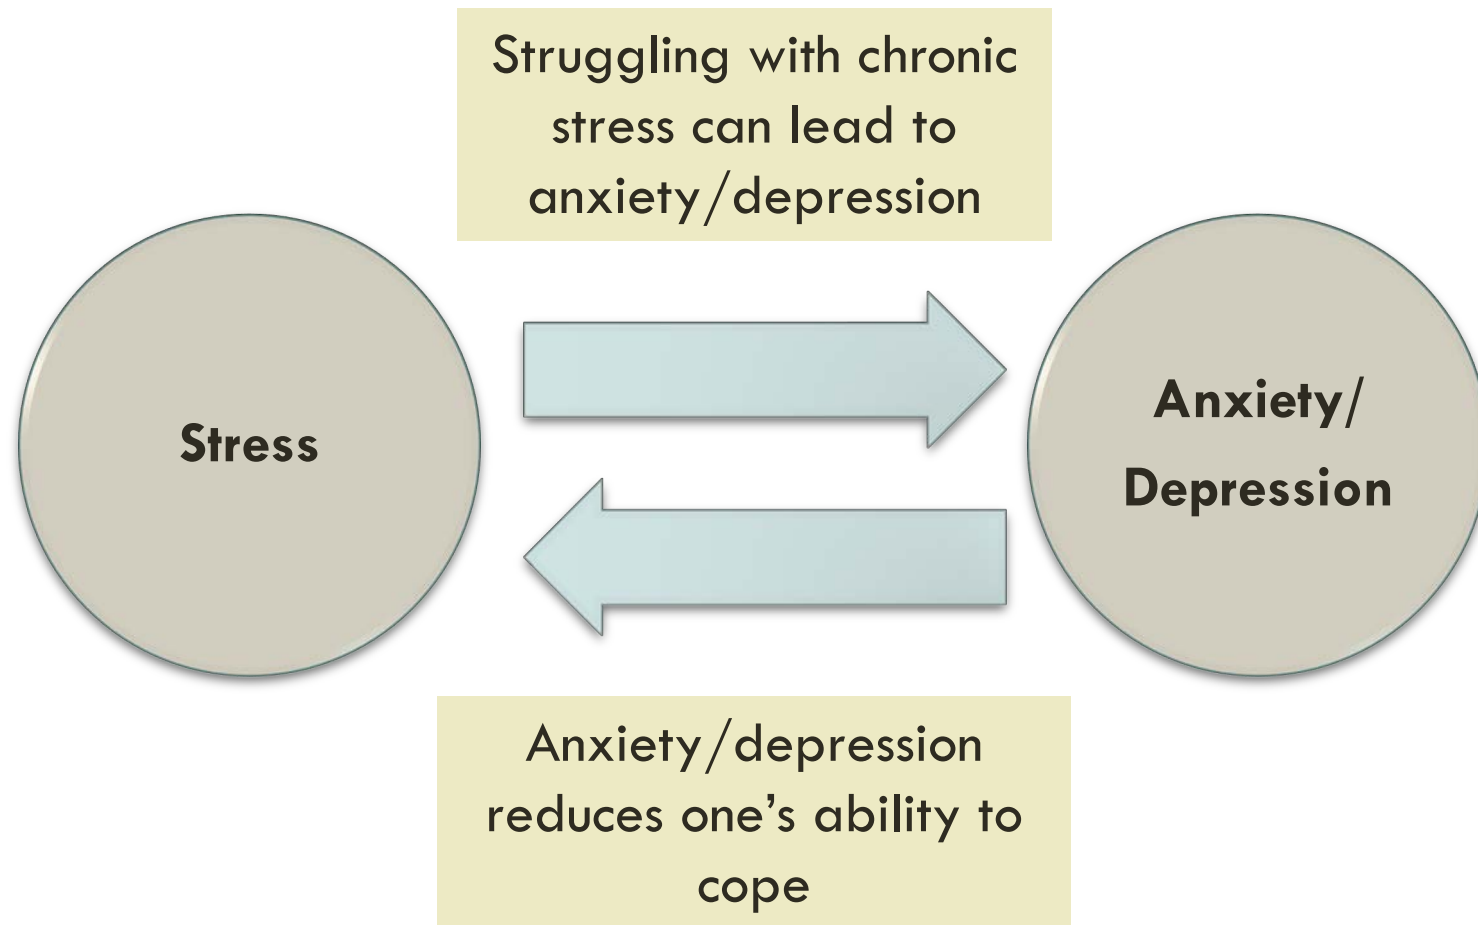 Struggling with chronic
stress can lead to
anxiety/depression
Stress
Anxiety/
Depression
Anxiety/depression
reduces one’s ability to
cope